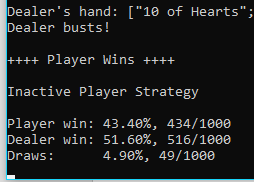 Dealer's hand: ["10 of Hearts";
Dealer busts!
++++ Player Wins ++++
Inactive Player Strategy
Player win: 43.40%, 434/1000
Dealer win: 51.60%, 516/1000
Draws: 4.90%, 49/1000